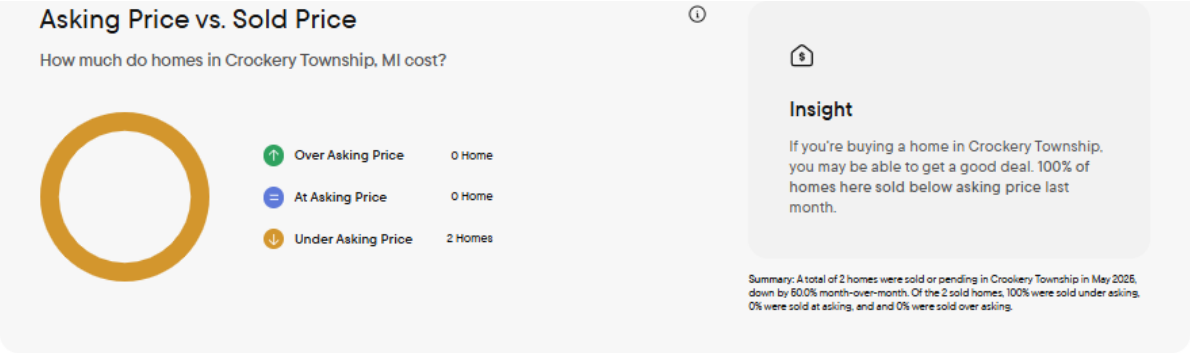 Asking Price vs. Sold Price
How much do homes in Crockery Township, MI cost?
Over Asking Price 0 Home
At Asking Price 0 Home
Under Asking Price 2 Homes
Insight
If you're buying a home in Crockery Township,
you may be able to get a good deal. 100% of
homes here sold below asking price last
month.
Summary: A total of 2 homes were sold or pending in Crockery Township in May 2025,
down by 50.0% month-over-month. Of the 2 sold homes, 100% were sold under asking,
0% were sold at asking, and and 0% were sold over asking.